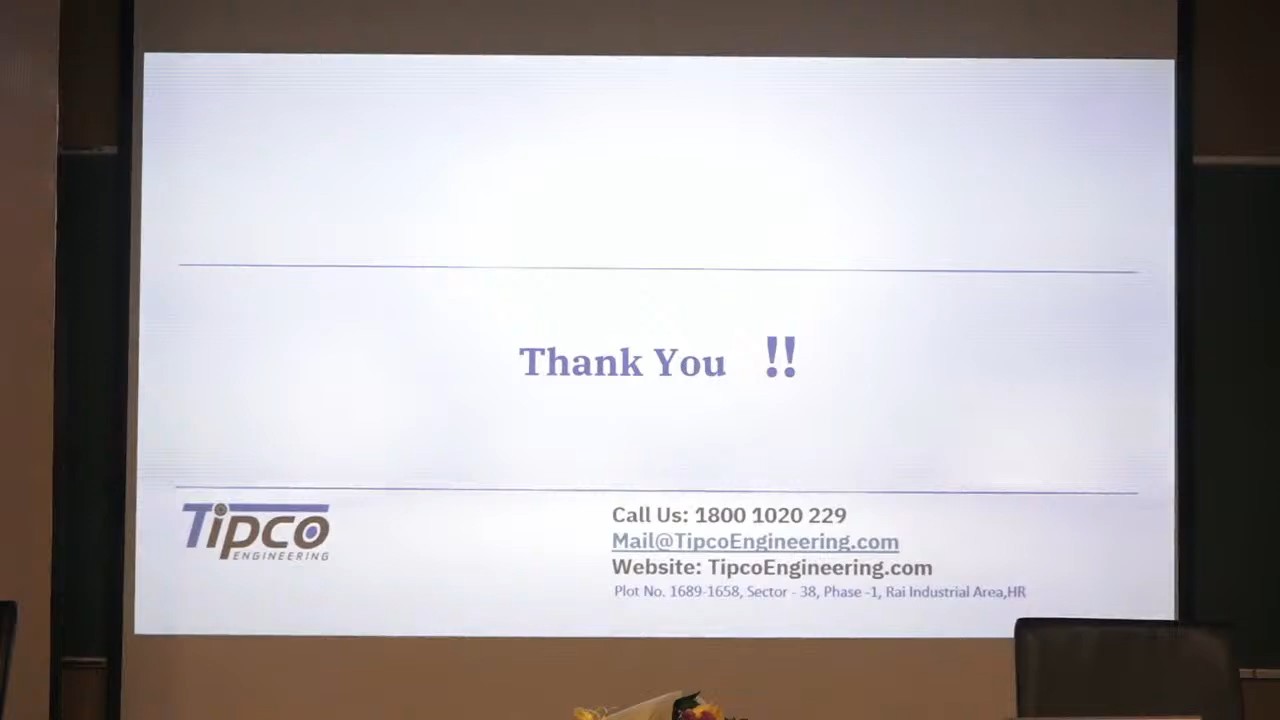 Thank You !!
Tipco
ENGINEERING
Call Us: 1800 1020 229
Mail@TipcoEngineering.com
Website: TipcoEngineering.com
Plot No. 1689-1658, Sector - 38, Phase -1, Rai Industrial Area,HR